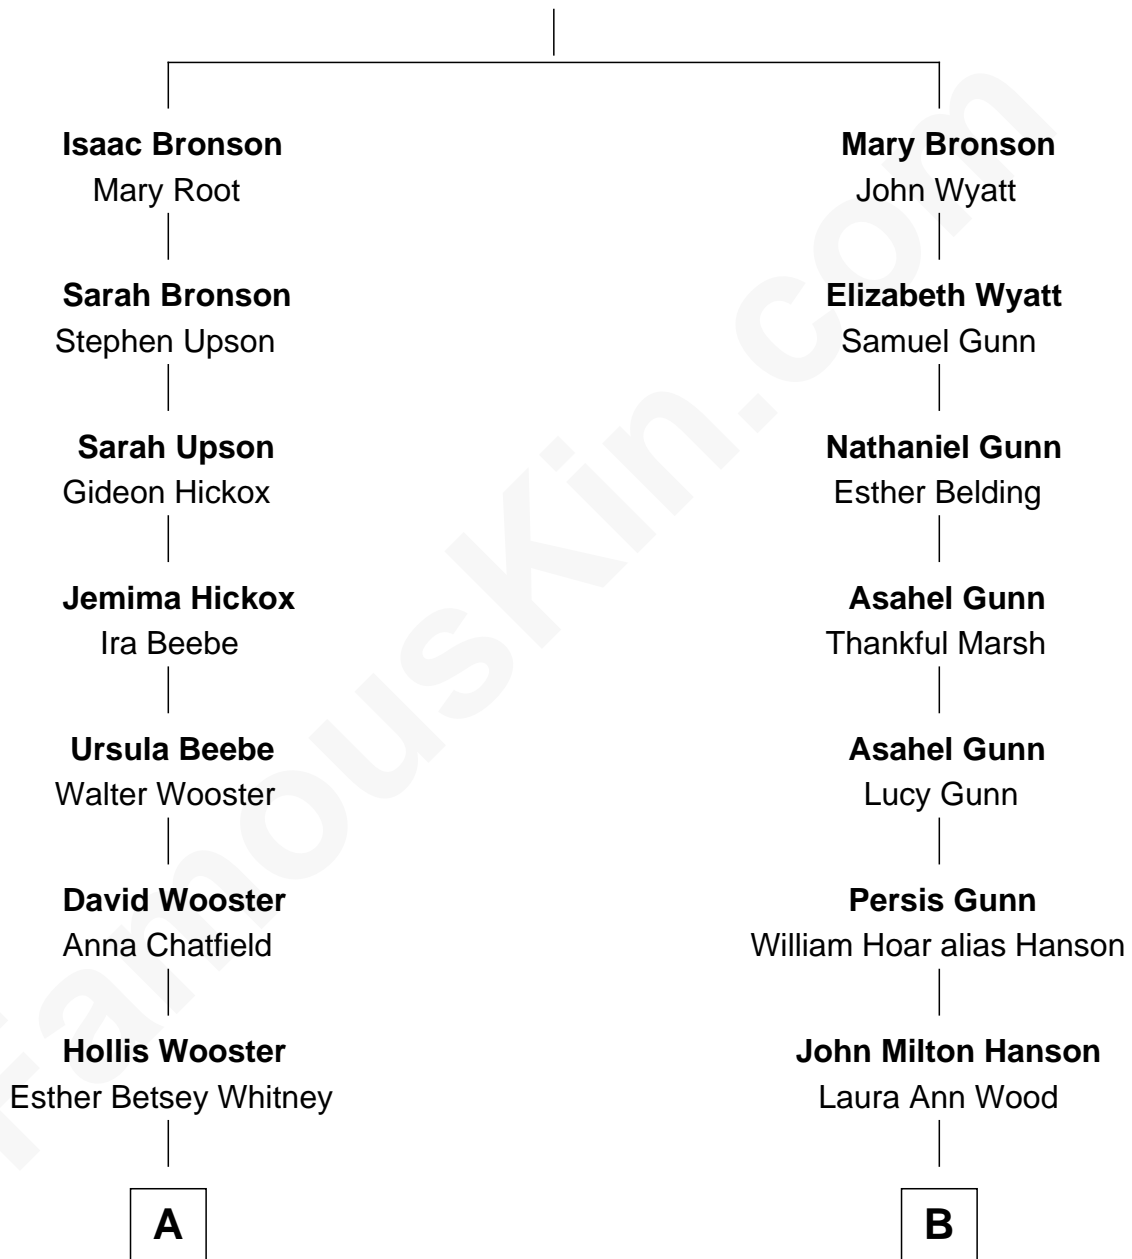 Isaac Bronson
Mary Root
Sarah Bronson
Stephen Upson
Sarah Upson
Gideon Hickox
Jemima Hickox
Ira Beebe
Ursula Beebe
Walter Wooster
David Wooster
Anna Chatfield
Hollis Wooster
Esther Betsey Whitney
A
Mary Bronson
John Wyatt
Elizabeth Wyatt
Samuel Gunn
Nathaniel Gunn
Esther Belding
Asahel Gunn
Thankful Marsh
Asahel Gunn
Lucy Gunn
Persis Gunn
William Hoar alias Hanson
John Milton Hanson
Laura Ann Wood
B
FamousKin.com